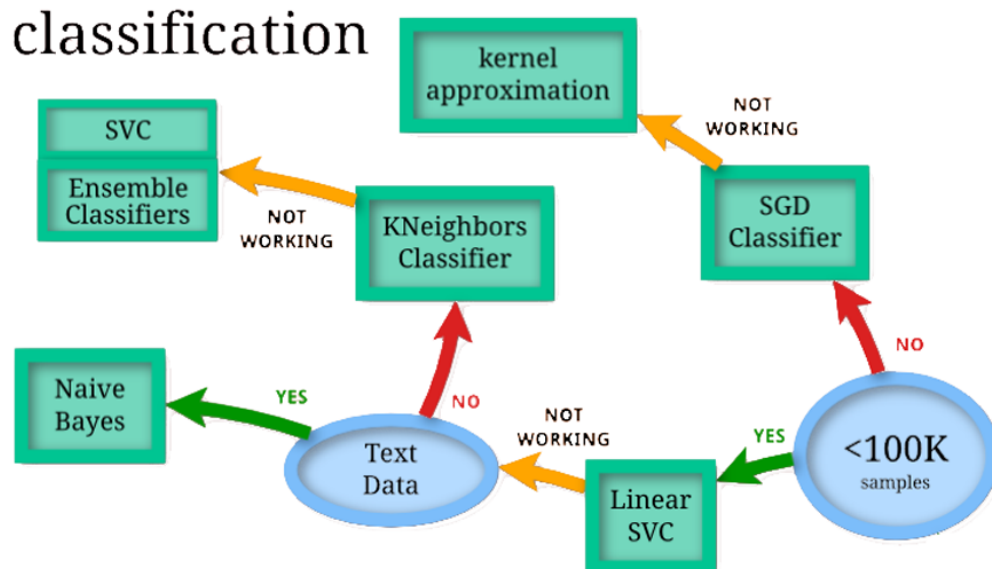 classification
kernel
approximation
NOT
WORKING
SVC
Ensemble
Classifiers
NOT
WORKING
KNeighbors
Classifier
SGD
Classifier
NO
Naive
Bayes
YES
NO
Text
Data
NOT
WORKING
Linear
SVC
YES
<100K
samples